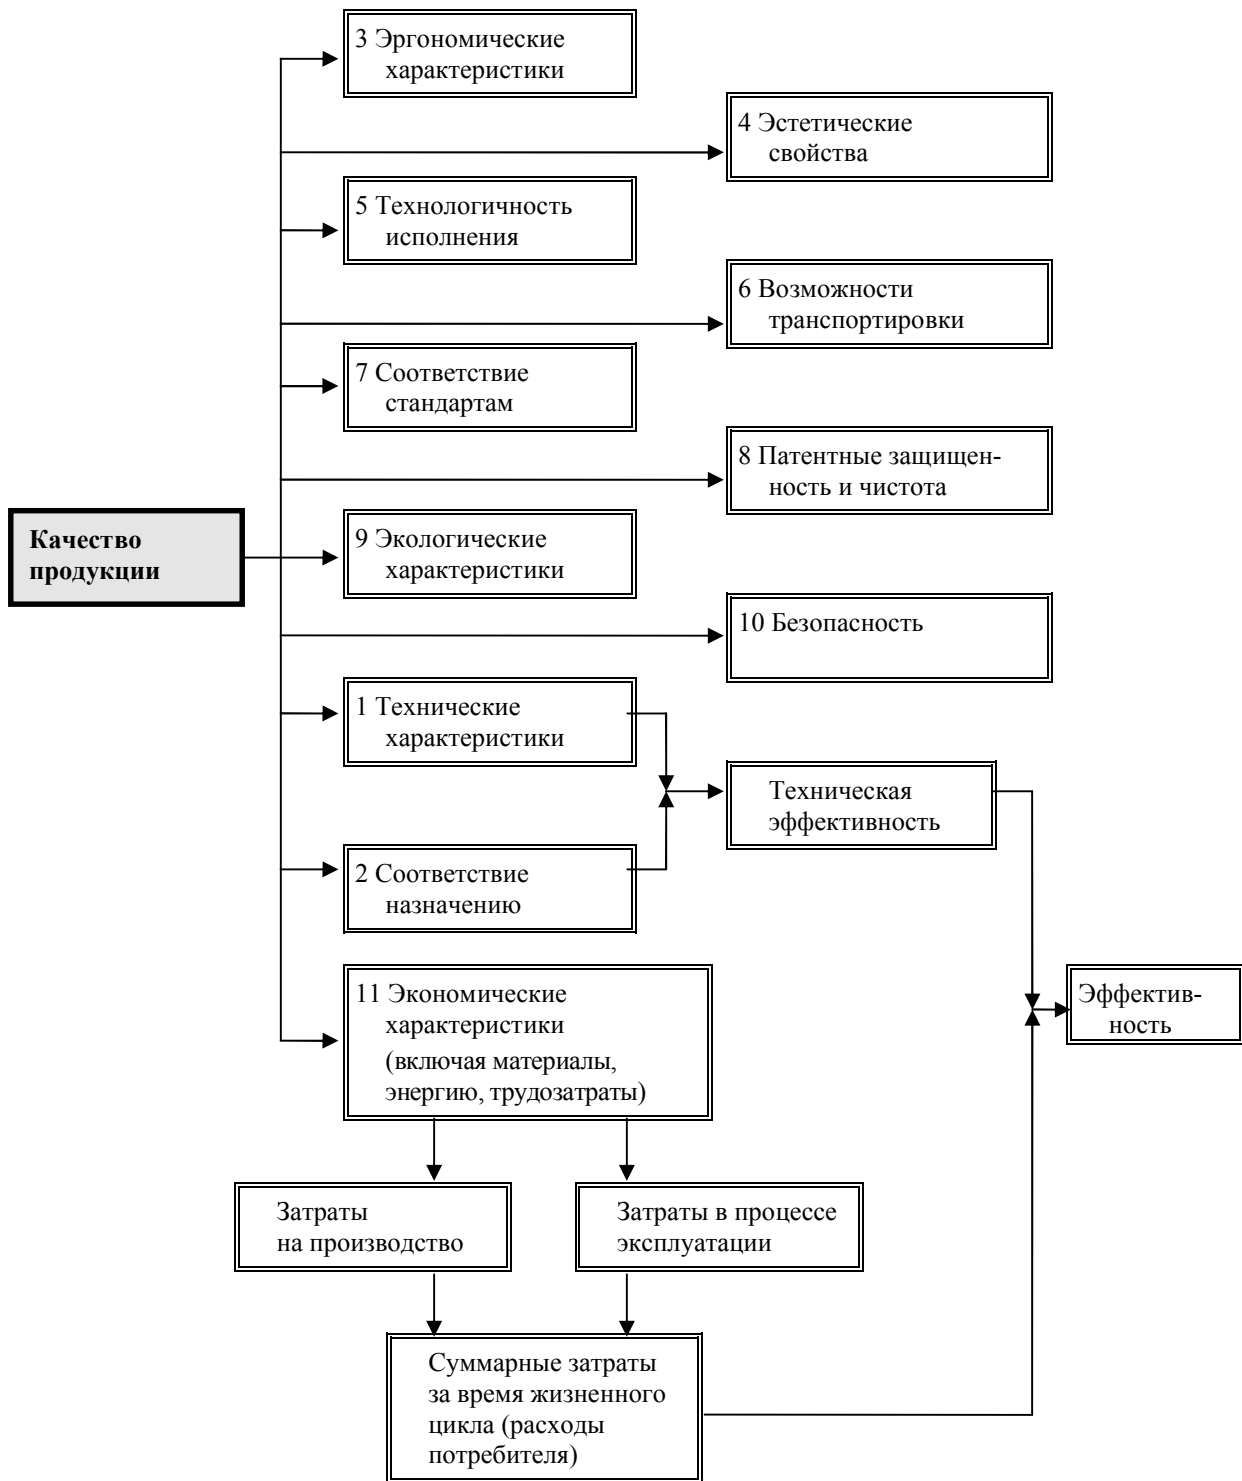 3 Эргономические
характеристики
4 Эстетические
свойства
5 Технологичность
исполнения
6 Возможности
транспортировки
7 Соответствие
стандартам
8 Патентные защищен-
ность и чистота
Качество
продукции
9 Экологические
характеристики
10 Безопасность
1 Технические
характеристики
Техническая
эффективность
2 Соответствие
назначению
11 Экономические
характеристики
(включая материалы,
энергию, трудозатраты)
Эффектив-
ность
Затраты
на производство
Затраты в процессе
эксплуатации
Суммарные затраты
за время жизненного
цикла (расходы
потребителя)